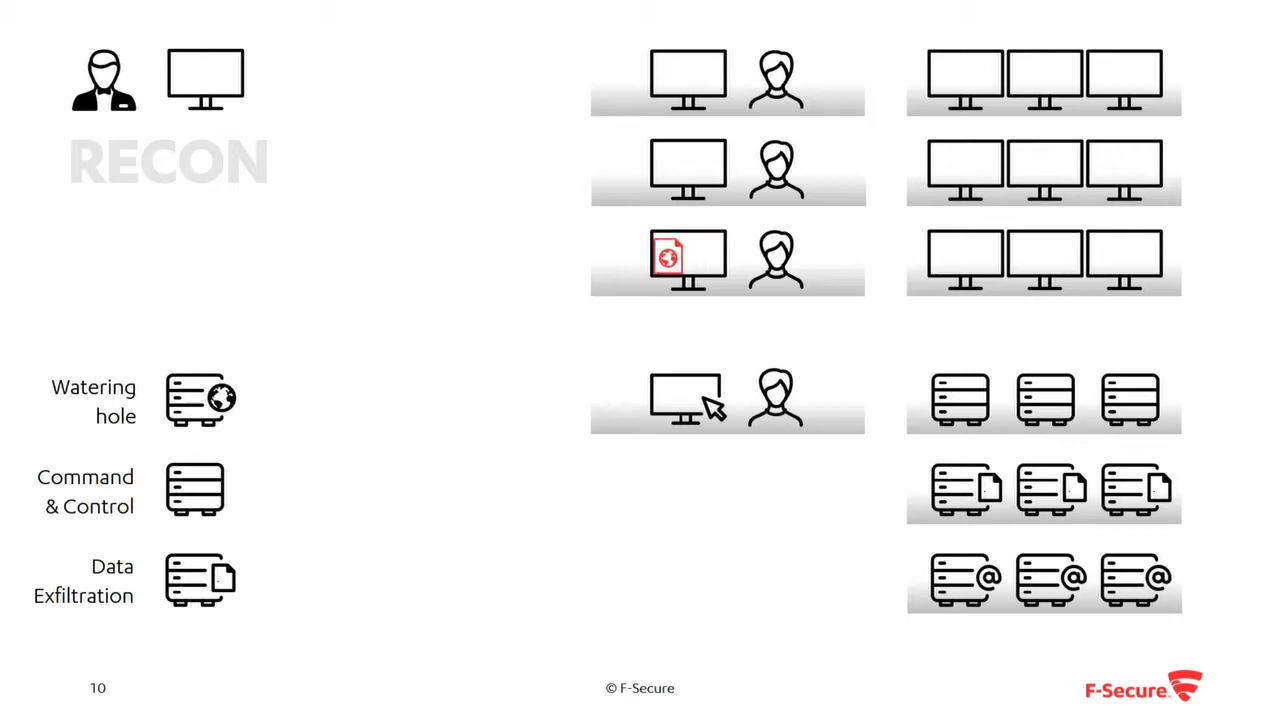 RECON
Watering
hole
Command
& Control
Data
Exfiltration
@ @ @
10
© F-Secure
F-Secure.